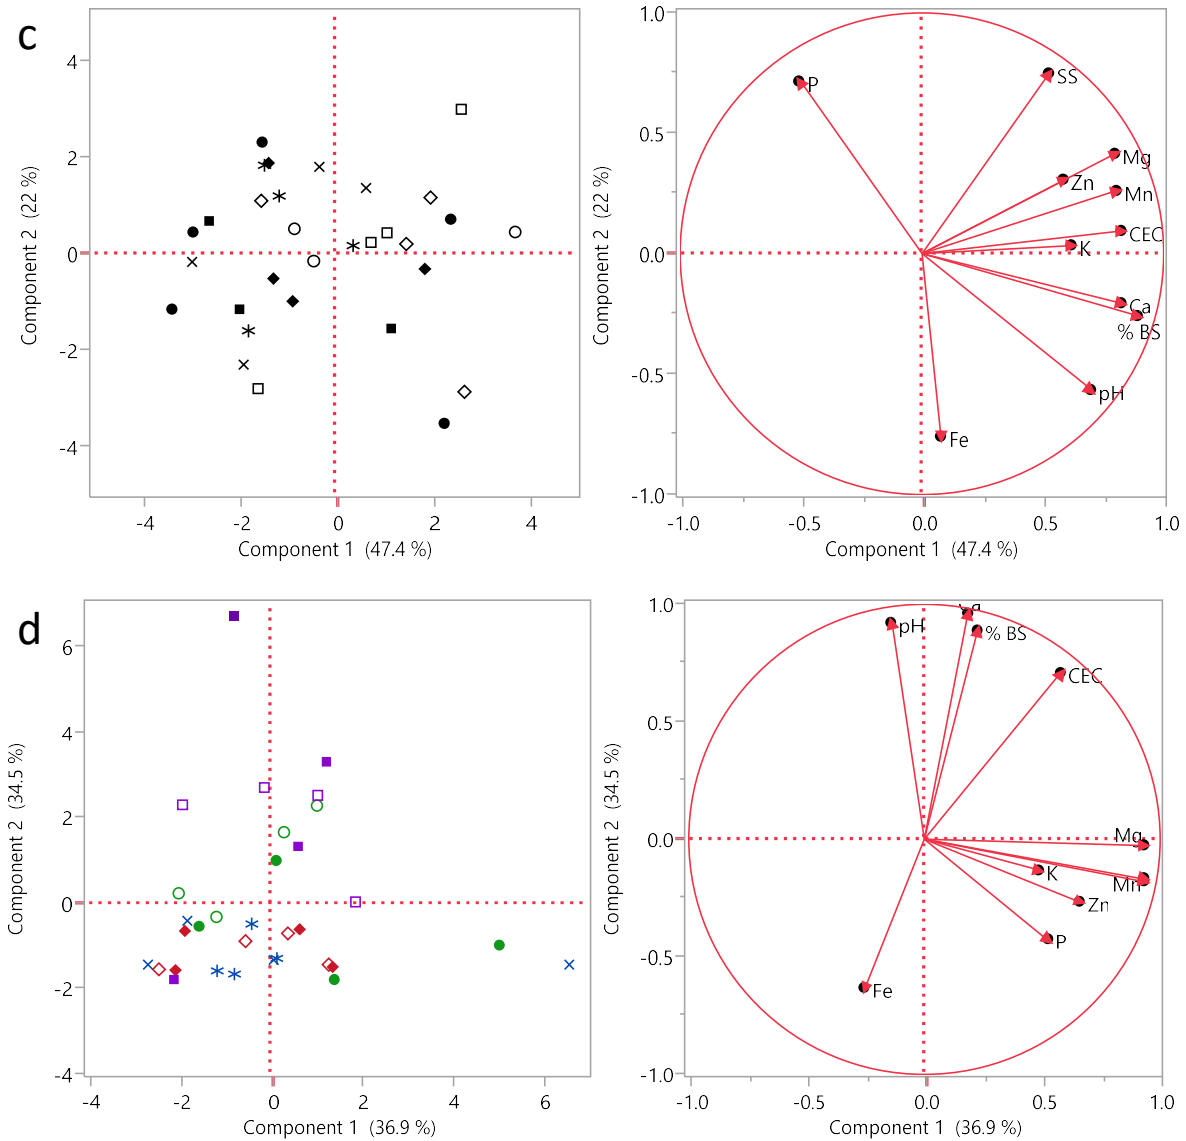 c
4
2
0
-2
-4
Component 2 (22 %)
-4
-2
0
2
4
Component 1 (47.4 %)
1.0
0.5
0.0
-0.5
-1.0
Component 2 (22 %)
P
SS
Mg
Zn
Mn
CEC
K
Ca
% BS
pH
Fe
-1.0
-0.5
0.0
0.5
1.0
Component 1 (47.4 %)
d
6
4
2
0
-2
-4
Component 2 (34.5 %)
-4
-2
0
2
4
6
Component 1 (36.9 %)
1.0
0.5
0.0
-0.5
-1.0
Component 2 (34.5 %)
pH
% BS
CEC
Mg
K
Mn
Zn
P
Fe
-1.0
-0.5
0.0
0.5
1.0
Component 1 (36.9 %)